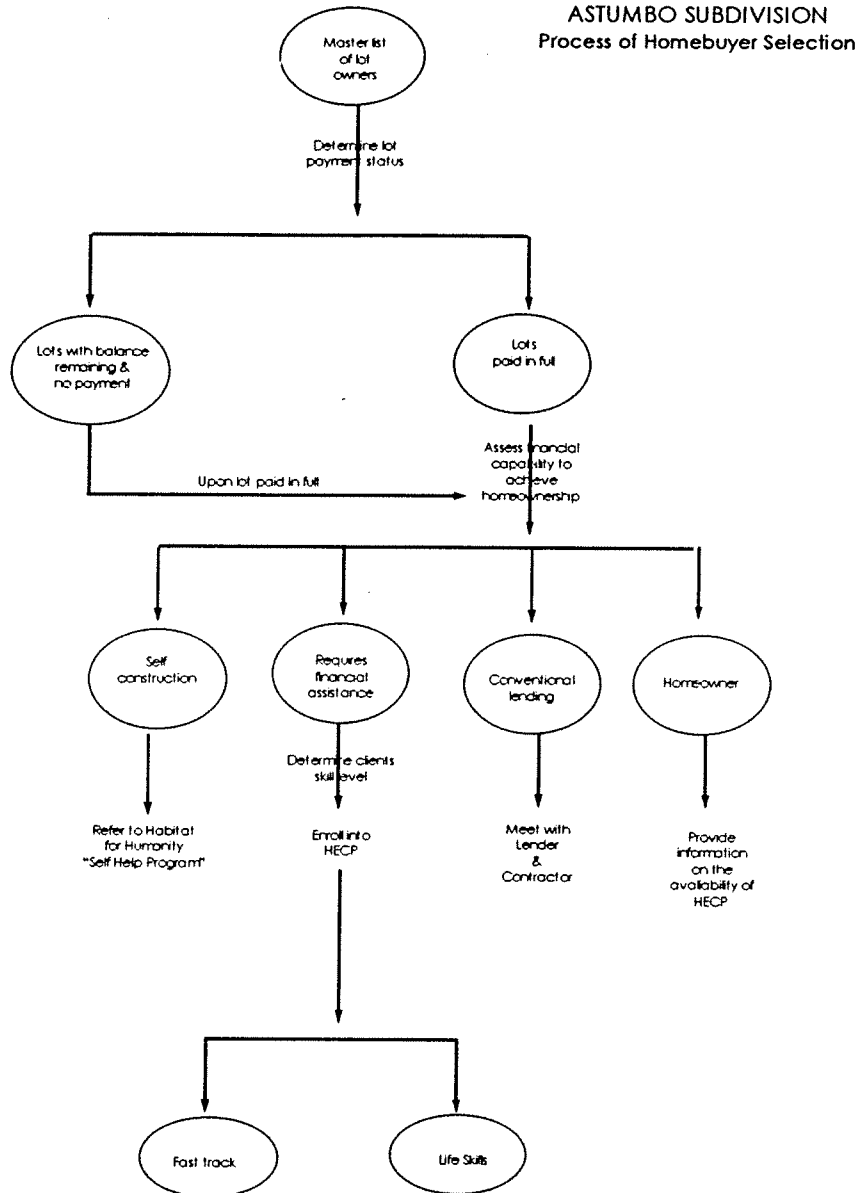 ASTUMBO SUBDIVISION
Process of Homebuyer Selection
Master list
of lot
owners
Determine lot
payment status
Lots with balance
remaining &
no payment
Lots
paid in full
Upon lot paid in full
Assess financial
capability to
achieve
homeownership
Self
construction
Requires
financial
assistance
Conventional
lending
Homeowner
Determine clients
skill level
Refer to Habitat
for Humanity
"Self Help Program"
Enroll into
HECP
Meet with
Lender
&
Contractor
Provide
information
on the
availability of
HECP
Fast track
Life Skills